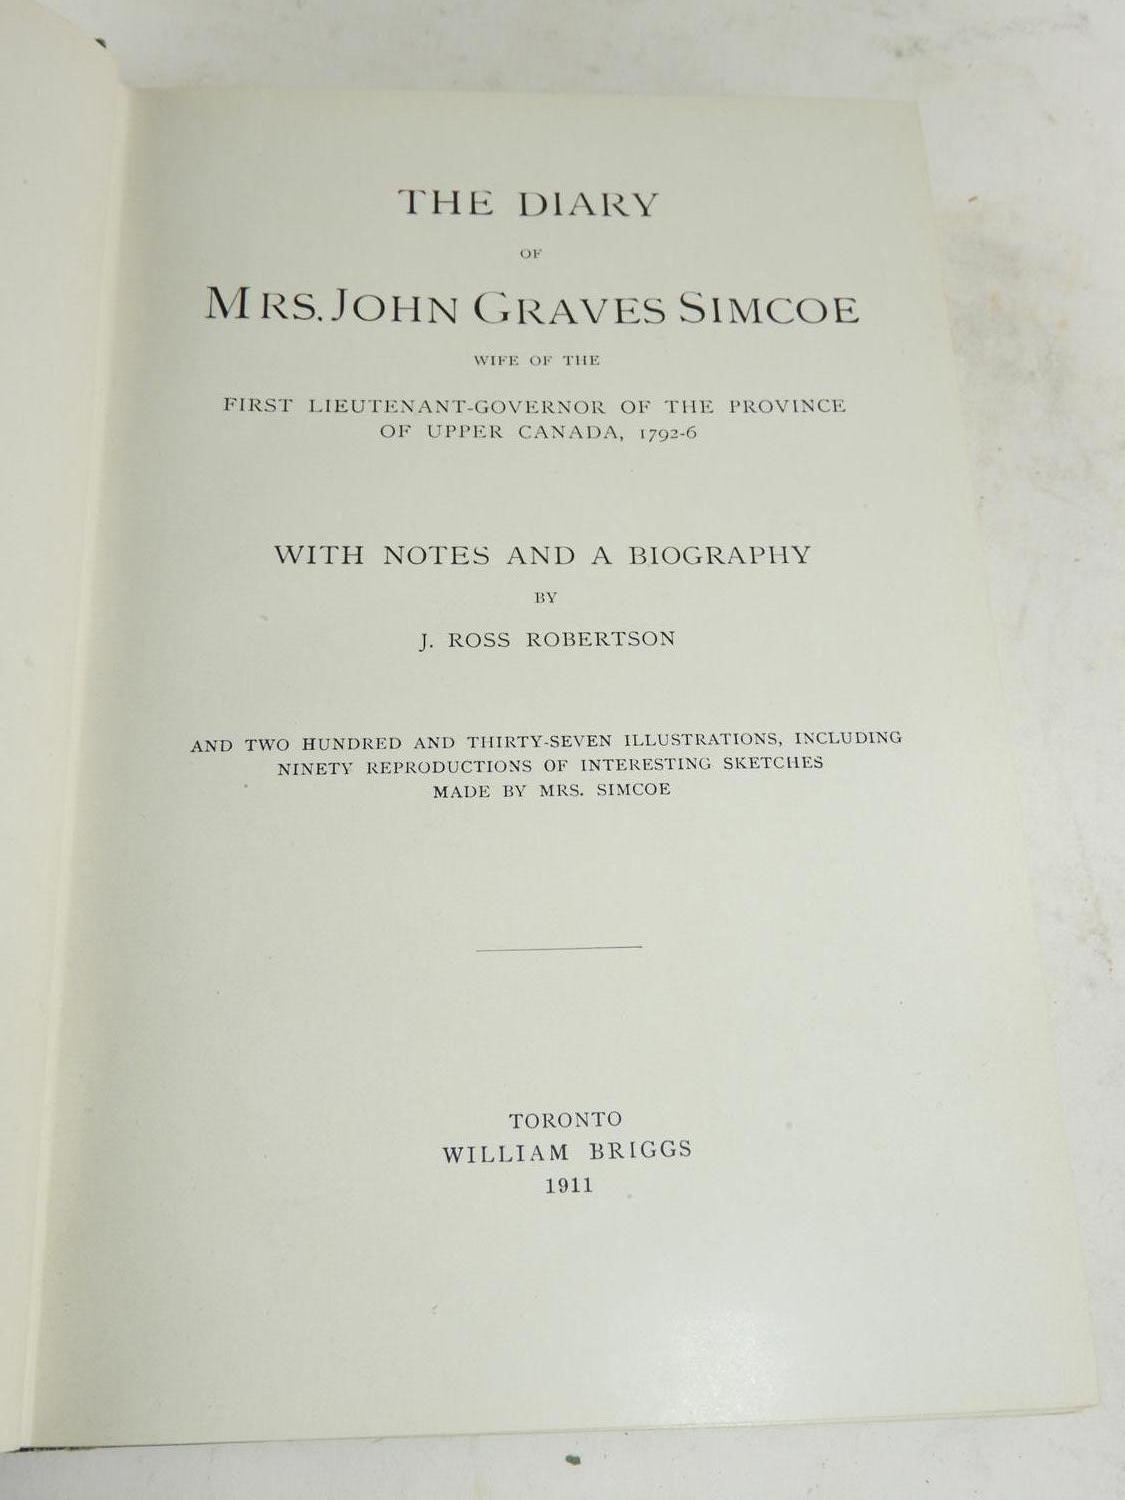 THE DIARY
OF
MRS. JOHN GRAVES SIMCOE
WIFE OF THE
FIRST LIEUTENANT-GOVERNOR OF THE PROVINCE
OF UPPER CANADA, 1792-6
WITH NOTES AND A BIOGRAPHY
BY
J. ROSS ROBERTSON
AND TWO HUNDRED AND THIRTY-SEVEN ILLUSTRATIONS, INCLUDING
NINETY REPRODUCTIONS OF INTERESTING SKETCHES
MADE BY MRS. SIMCOE
TORONTO
WILLIAM BRIGGS
1911